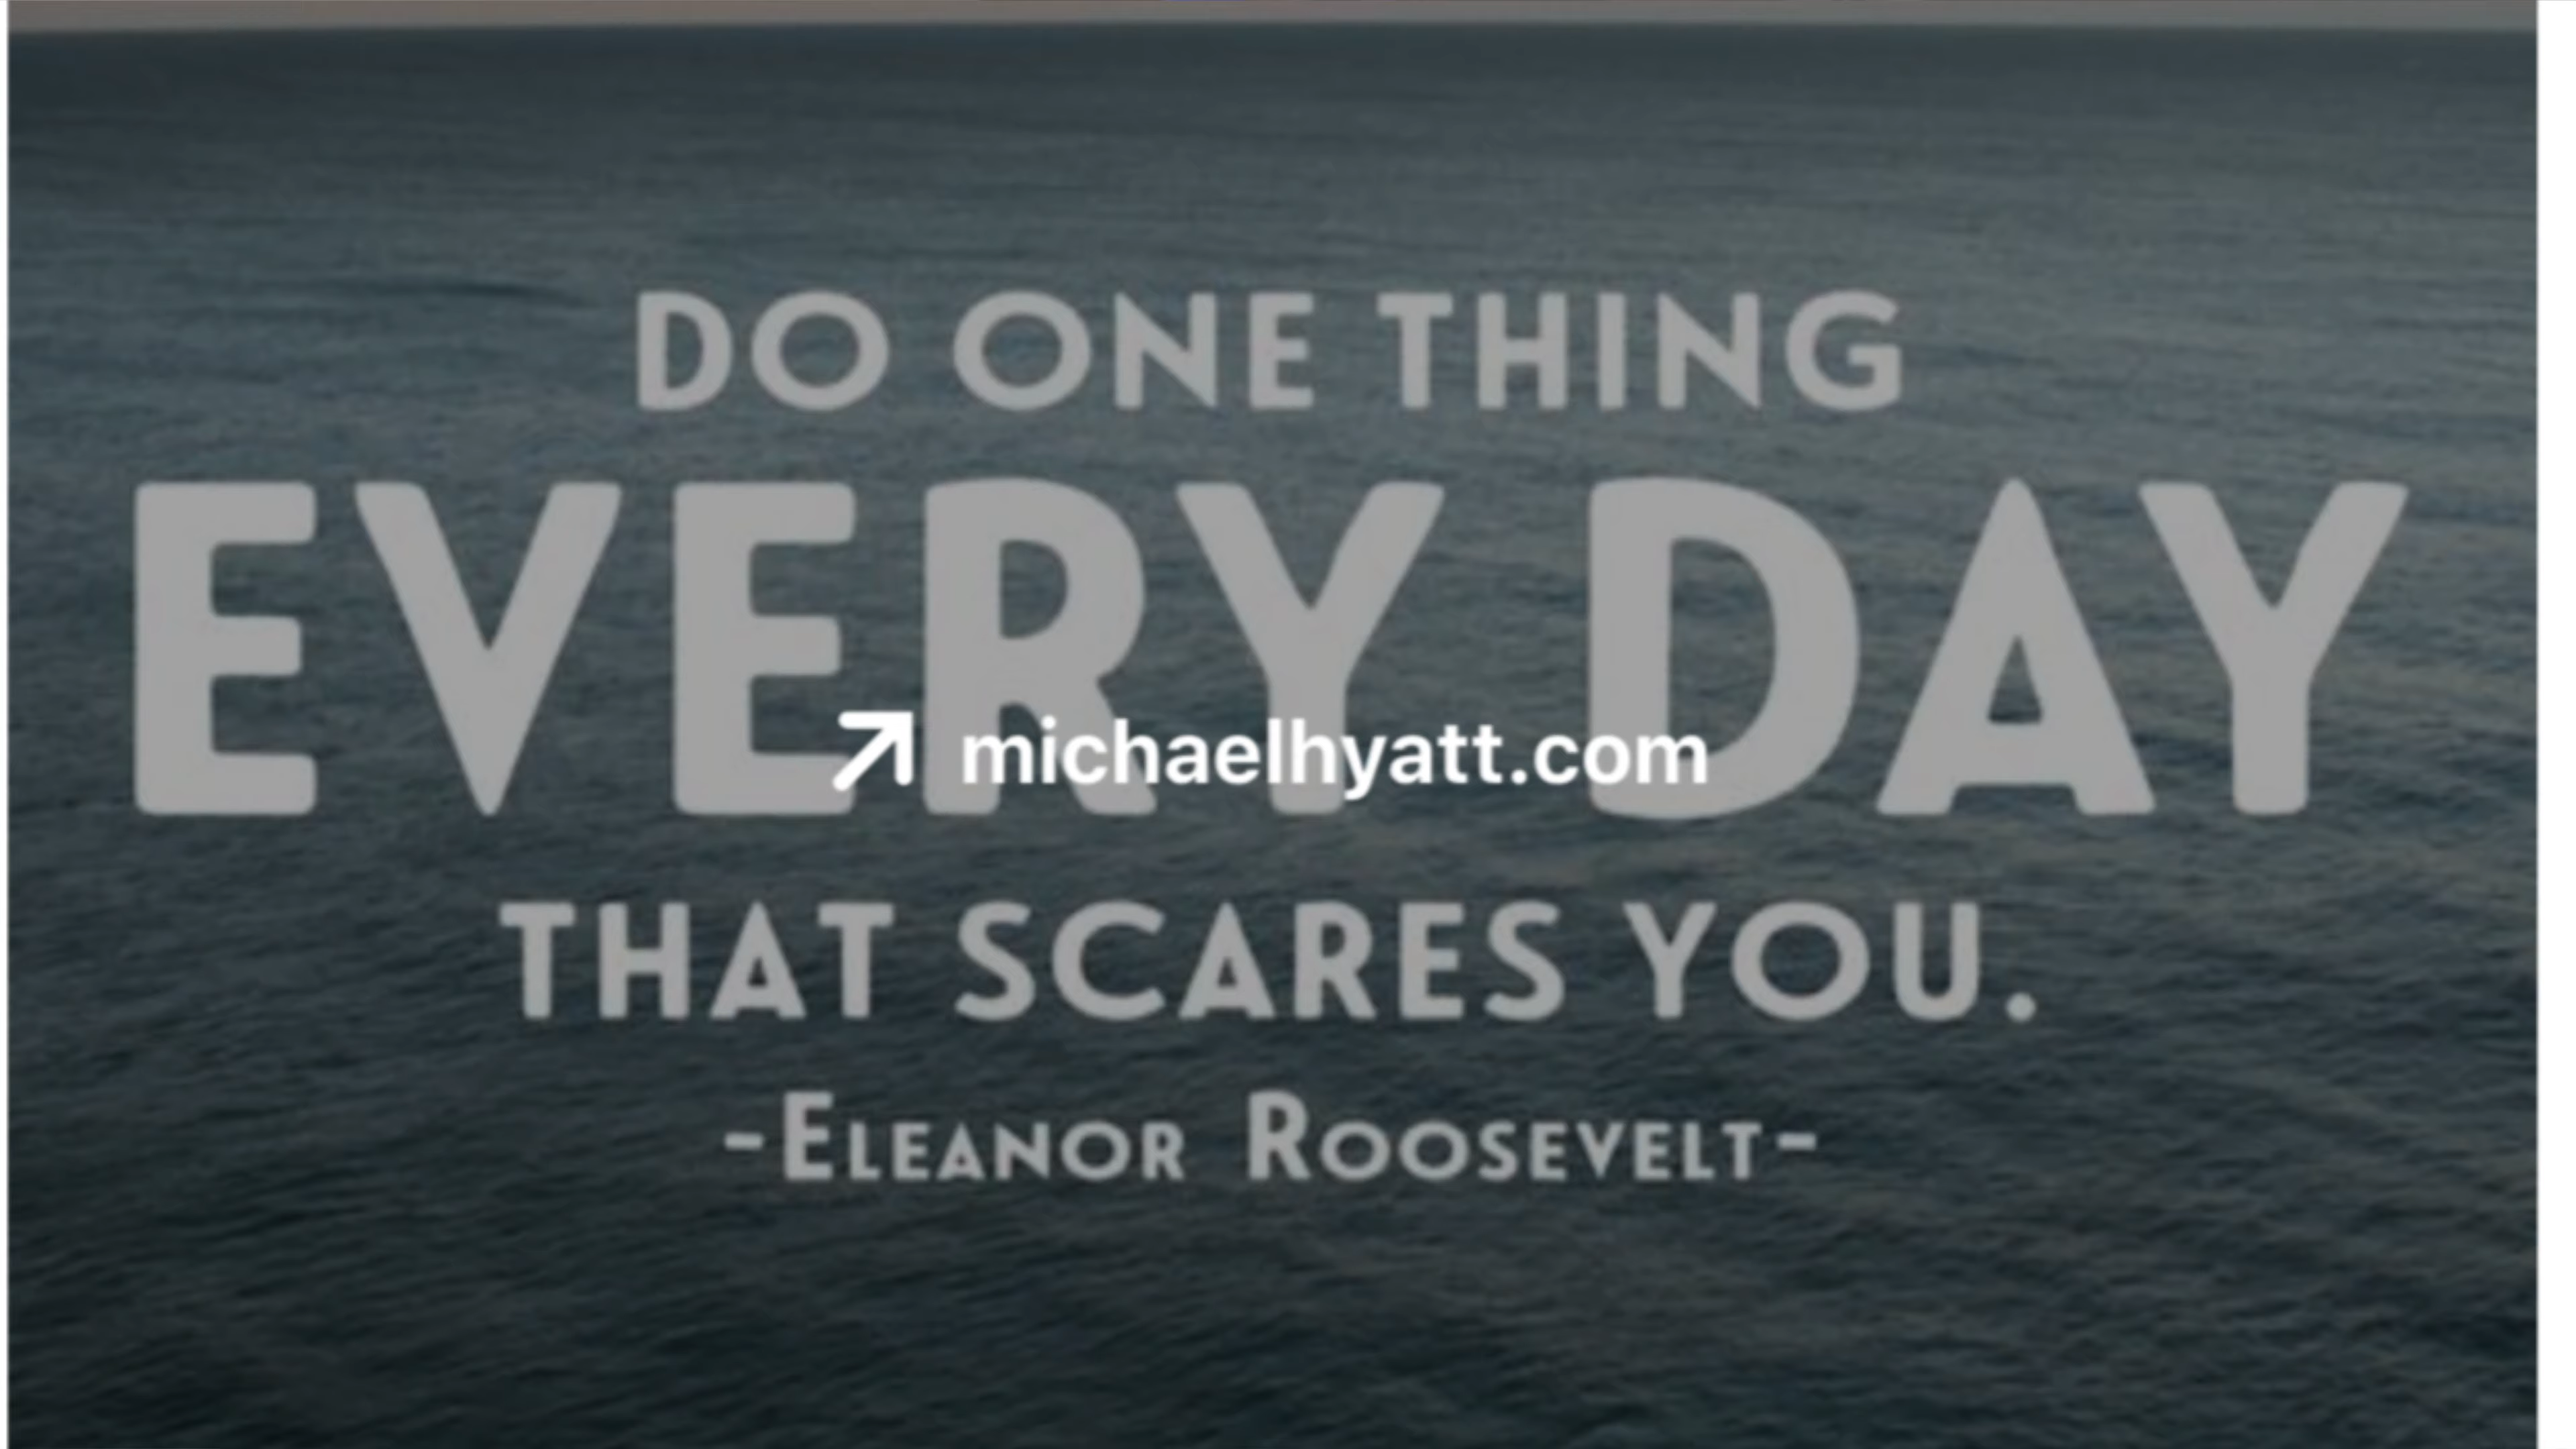 DO ONE THING
EVERY DAY
michaelhyatt.com
THAT SCARES YOU.
-ELEANOR ROOSEVELT-